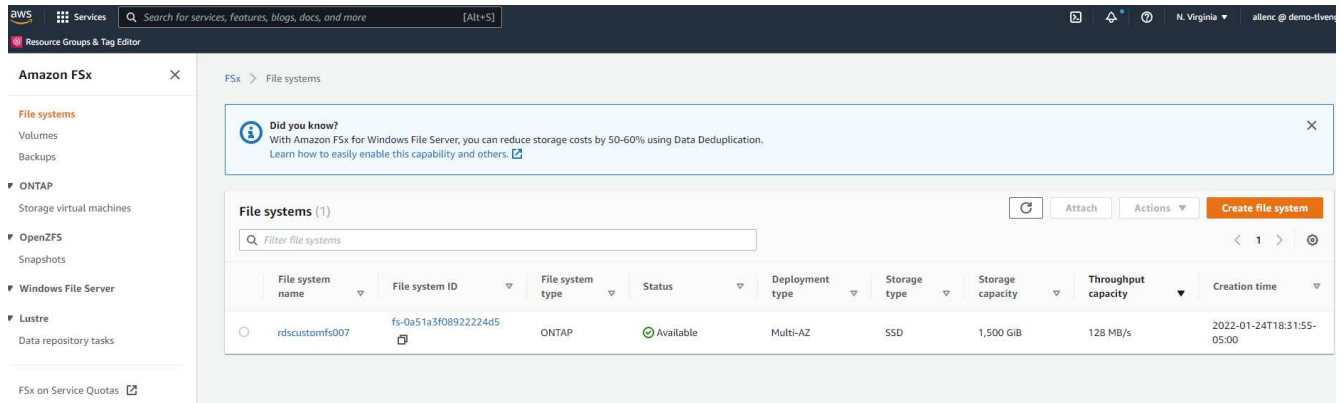 aws Services Search for services, features, blogs, docs, and more [Alt+S] N. Virginia ▼ allenc @ demo-tlveng
Resource Groups & Tag Editor
Amazon FSx
File systems
Volumes
Backups
ONTAP
Storage virtual machines
OpenZFS
Snapshots
Windows File Server
Lustre
Data repository tasks
FSx on Service Quotas
FSx > File systems
Did you know?
With Amazon FSx for Windows File Server, you can reduce storage costs by 50-60% using Data Deduplication.
Learn how to easily enable this capability and others.
File systems (1) Attach Actions ▼ Create file system
Filter file systems < 1 >
File system name File system ID File system type Status Deployment type Storage type Storage capacity Throughput capacity Creation time
rdscustomfs007 fs-0a51a3f08922224d5 ONTAP Available Multi-AZ SSD 1,500 GiB 128 MB/s 2022-01-24T18:31:55-05:00